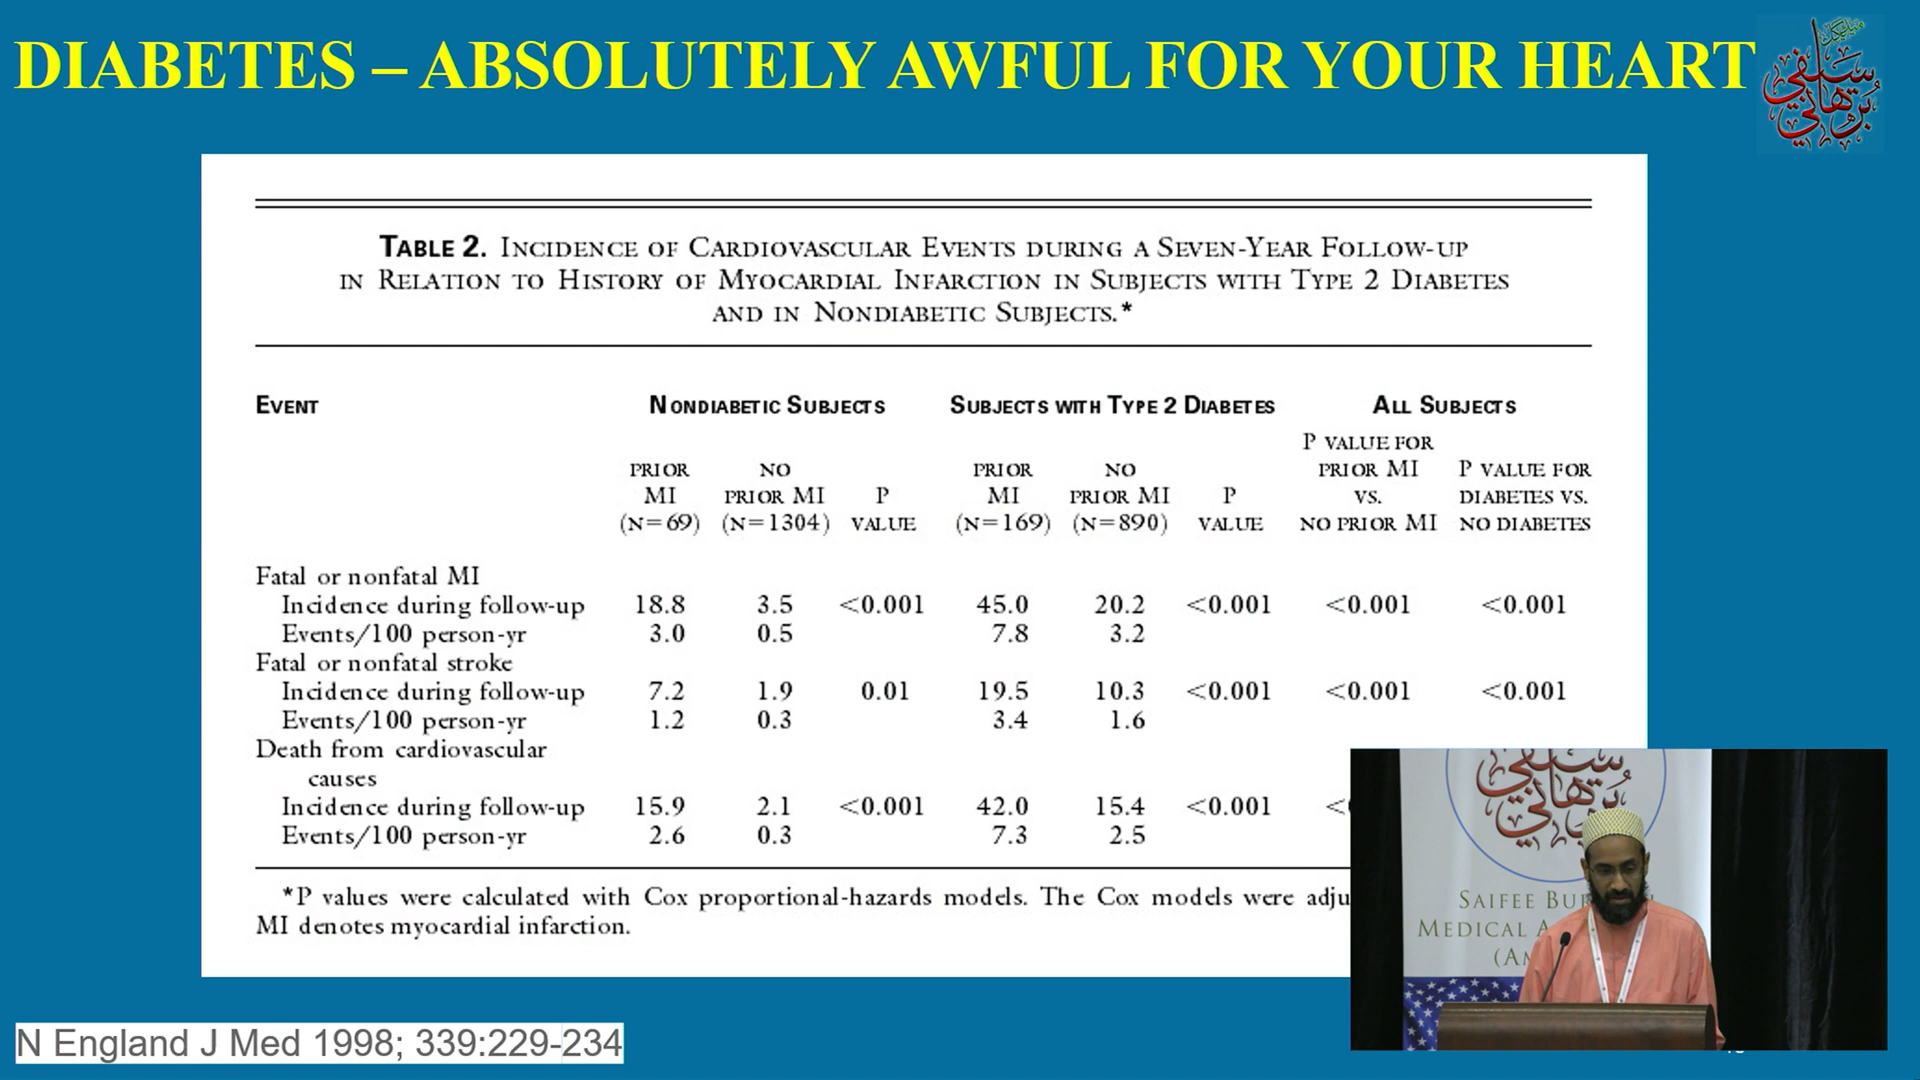 DIABETES – ABSOLUTELY AWFUL FOR YOUR HEART
سيفي
برهاني
TABLE 2. INCIDENCE OF CARDIOVASCULAR EVENTS DURING A SEVEN-YEAR FOLLOW-UP
IN RELATION TO HISTORY OF MYOCARDIAL INFARCTION IN SUBJECTS WITH TYPE 2 DIABETES
AND IN NONDIABETIC SUBJECTS.*
EVENT NONDIABETIC SUBJECTS SUBJECTS WITH TYPE 2 DIABETES ALL SUBJECTS
P VALUE FOR
PRIOR NO PRIOR NO PRIOR MI P VALUE FOR
MI PRIOR MI P MI PRIOR MI P VS. DIABETES VS.
(N=69) (N=1304) VALUE (N=169) (N=890) VALUE NO PRIOR MI NO DIABETES
Fatal or nonfatal MI
Incidence during follow-up 18.8 3.5 <0.001 45.0 20.2 <0.001 <0.001 <0.001
Events/100 person-yr 3.0 0.5 7.8 3.2
Fatal or nonfatal stroke
Incidence during follow-up 7.2 1.9 0.01 19.5 10.3 <0.001 <0.001 <0.001
Events/100 person-yr 1.2 0.3 3.4 1.6
Death from cardiovascular
causes
Incidence during follow-up 15.9 2.1 <0.001 42.0 15.4 <0.001 <
Events/100 person-yr 2.6 0.3 7.3 2.5
*P values were calculated with Cox proportional-hazards models. The Cox models were adju
MI denotes myocardial infarction.
SAIFEE BU
MEDICAL A
(A
N England J Med 1998; 339:229-234